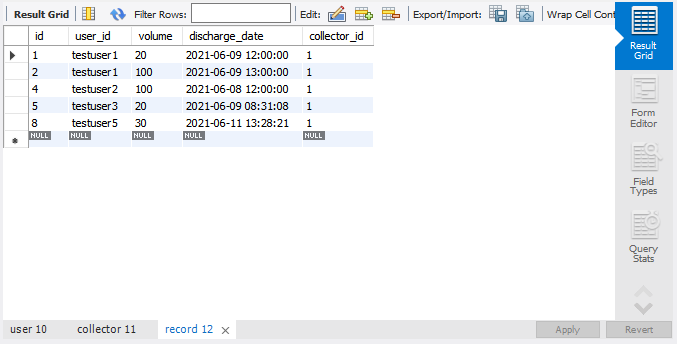 Result Grid Filter Rows: Edit: Export/Import: Wrap Cell Cont
id user_id volume discharge_date collector_id
1 testuser1 20 2021-06-09 12:00:00 1
2 testuser1 100 2021-06-09 13:00:00 1
4 testuser2 100 2021-06-08 12:00:00 1
5 testuser3 20 2021-06-09 08:31:08 1
8 testuser5 30 2021-06-11 13:28:21 1
NULL NULL NULL NULL NULL
Result
Grid
Form
Editor
Field
Types
Query
Stats
user 10 collector 11 record 12 Apply Revert